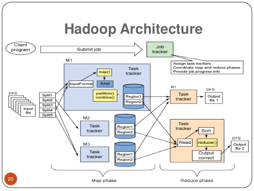 Hadoop Architecture
Client
program
Submit job
Job
tracker
Assign task trackers
Coordinate map and reduce phases
Provide job progress info
M1
Task
tracker
map()
InputFormat
RAM
partition()
combine()
Region1
Region2
DFS
Input
file
Split1
Split2
Split3
Split4
Split5
M2
Task
tracker
Region1
Region2
M3
Task
tracker
Region1
Region2
R1
Task
tracker
DFS
Output
file 1
Task
tracker
Sort
Read
reduce()
Output
correct
DFS
Output
file 2
Map phase
Reduce phase
20